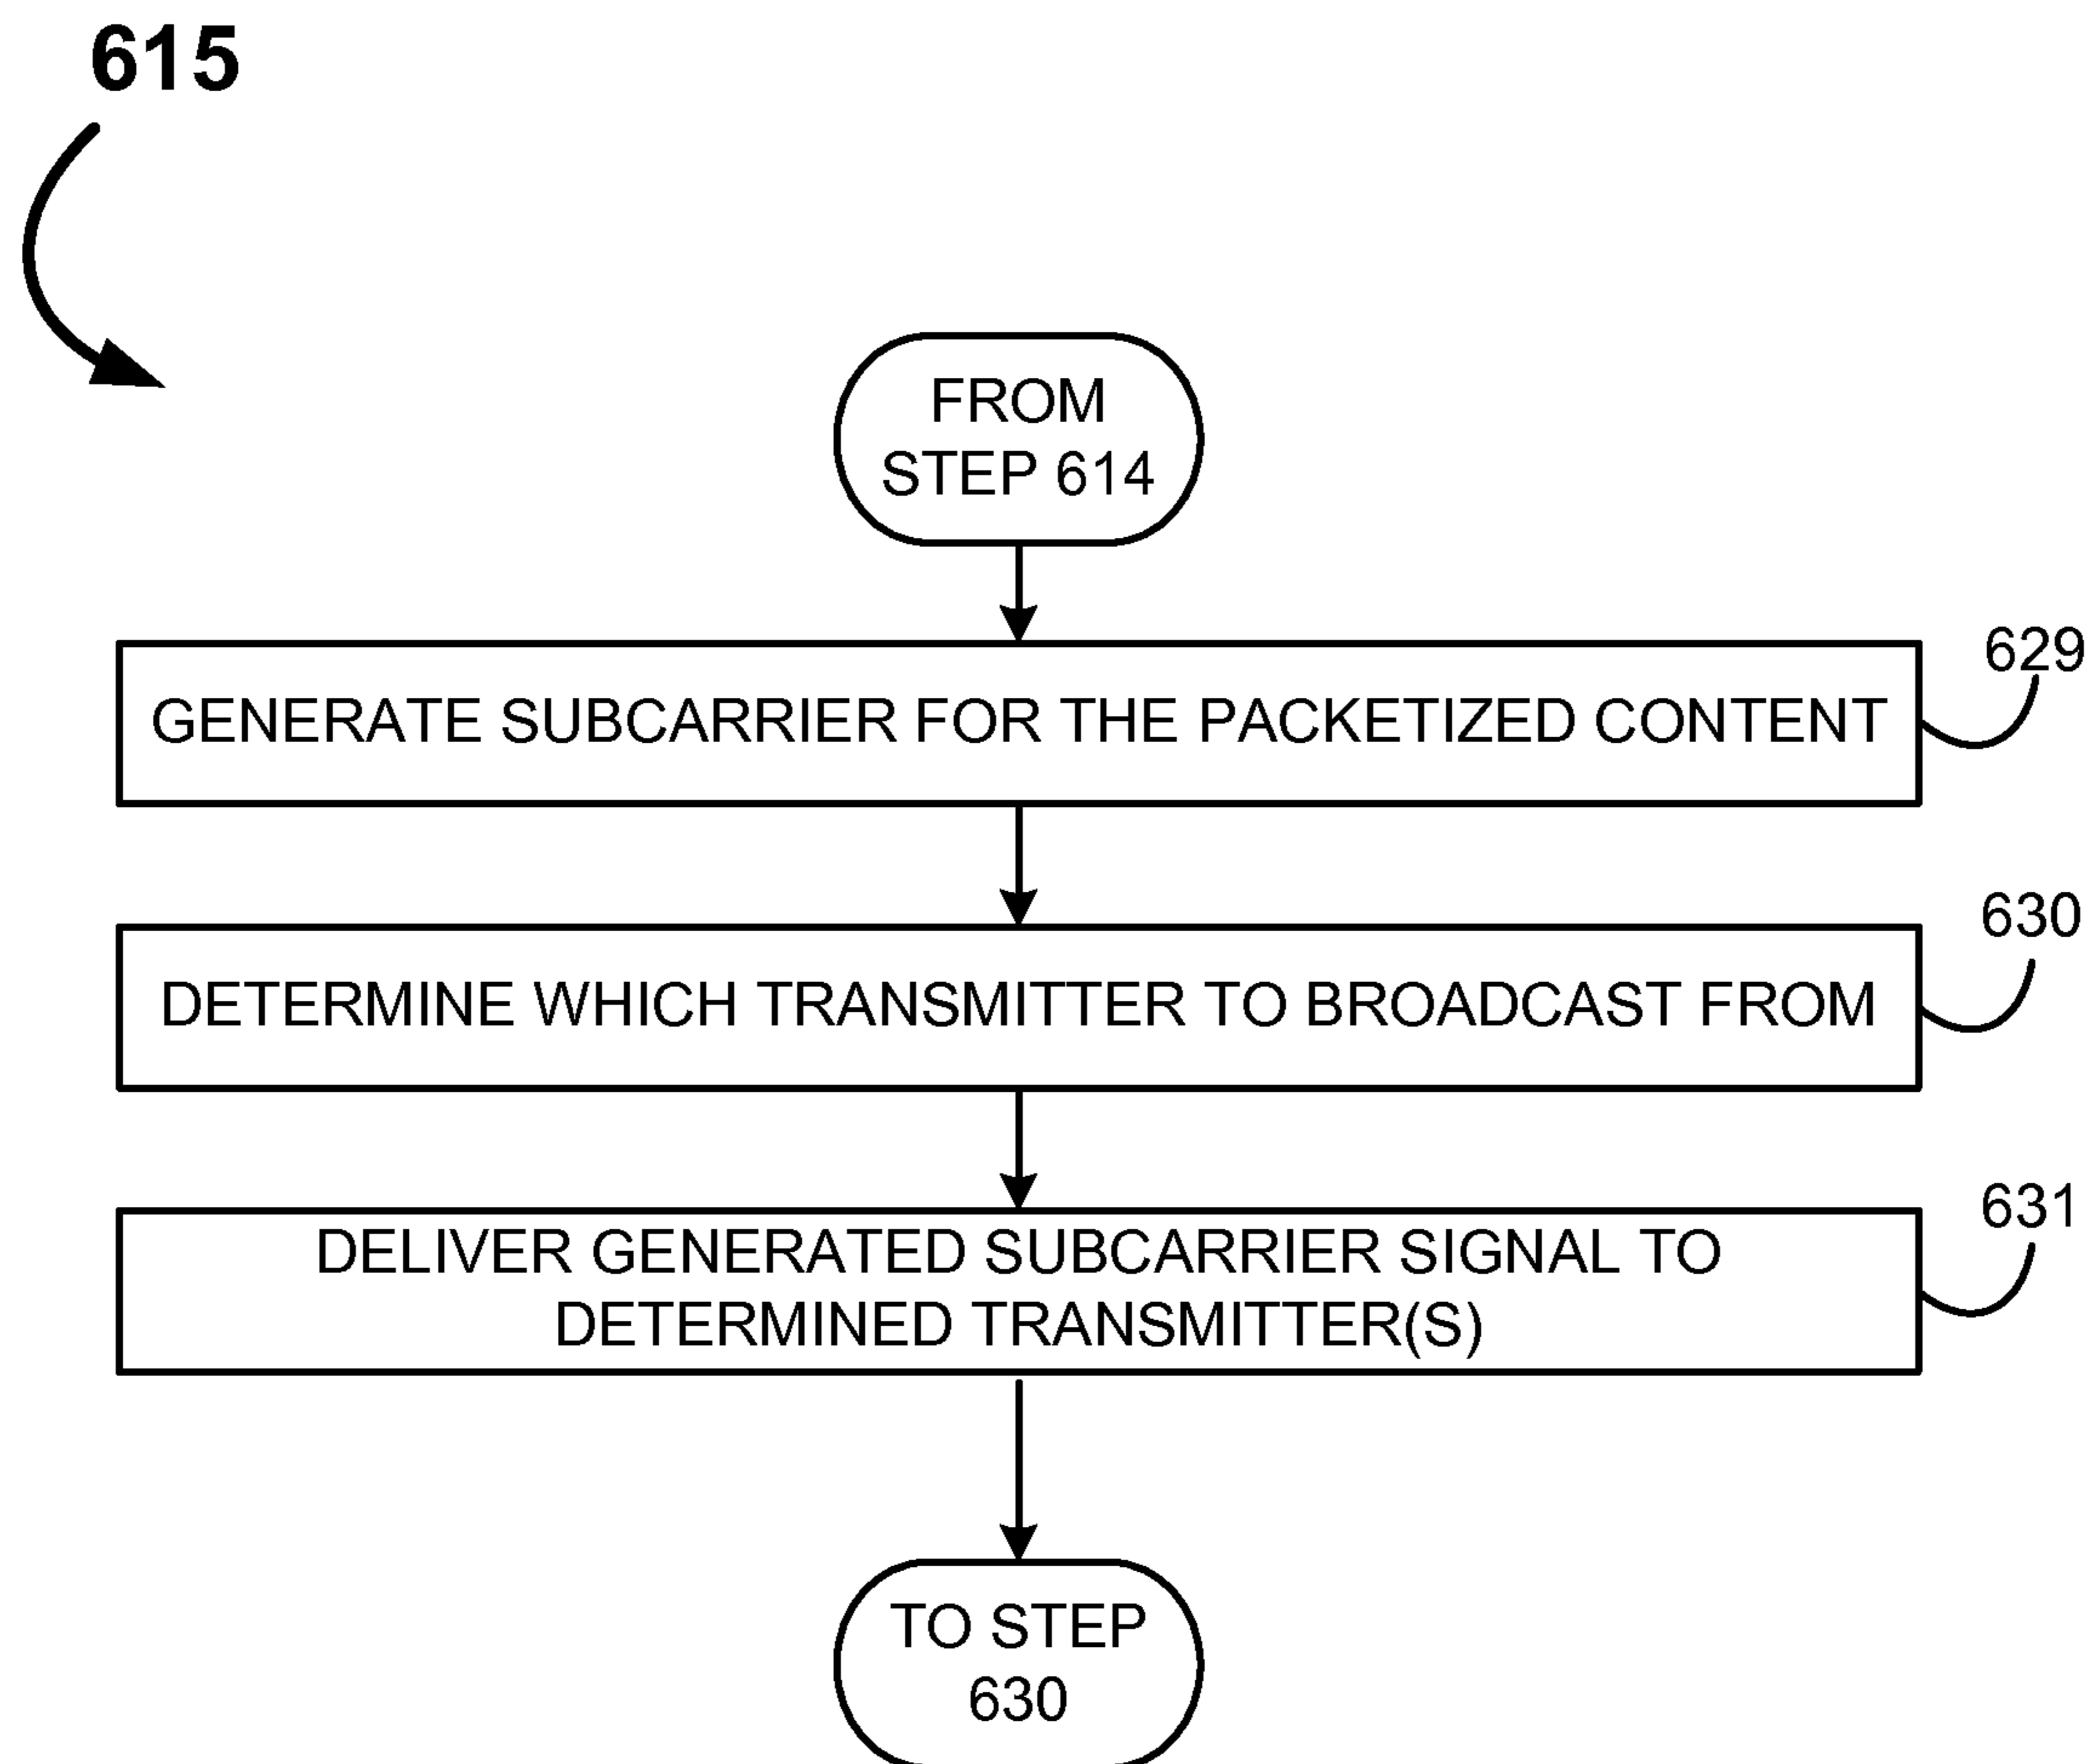 615
FROM
STEP 614
GENERATE SUBCARRIER FOR THE PACKETIZED CONTENT
629
DETERMINE WHICH TRANSMITTER TO BROADCAST FROM
630
DELIVER GENERATED SUBCARRIER SIGNAL TO
DETERMINED TRANSMITTER(S)
631
TO STEP
630